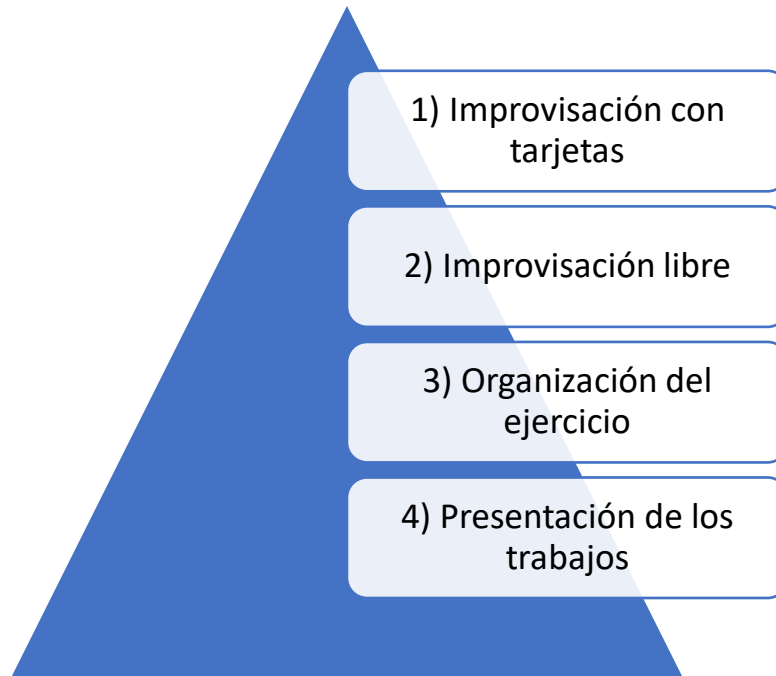 1) Improvisación con
tarjetas
2) Improvisación libre
3) Organización del
ejercicio
4) Presentación de los
trabajos